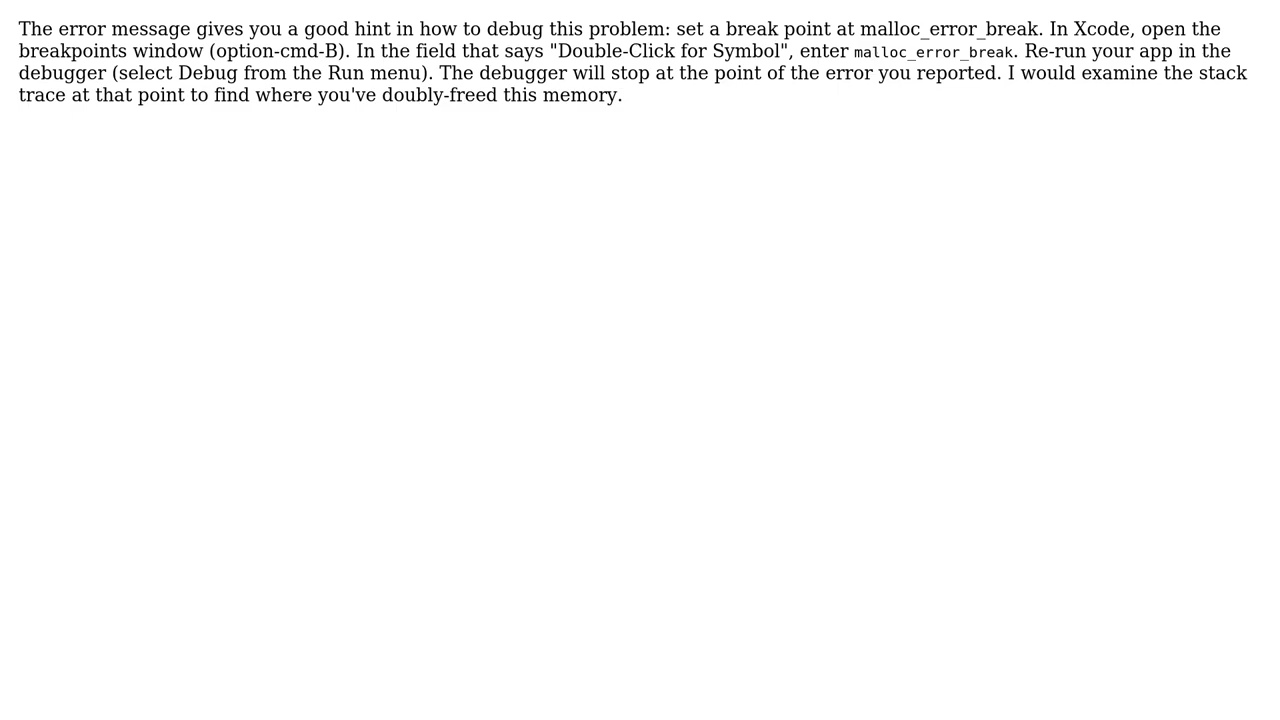 The error message gives you a good hint in how to debug this problem: set a break point at malloc_error_break. In Xcode, open the
breakpoints window (option-cmd-B). In the field that says "Double-Click for Symbol", enter malloc_error_break. Re-run your app in the
debugger (select Debug from the Run menu). The debugger will stop at the point of the error you reported. I would examine the stack
trace at that point to find where you've doubly-freed this memory.